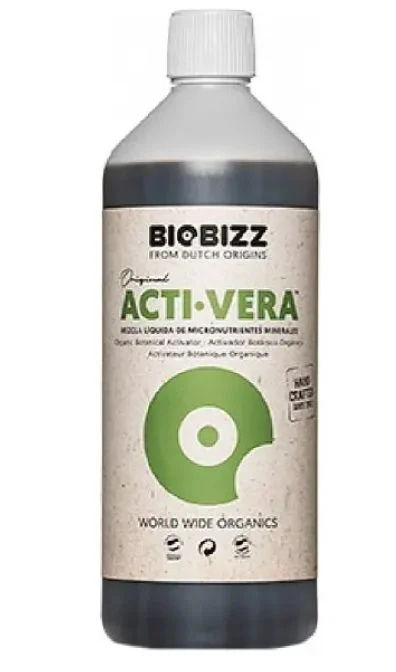 BIOBIZZ
FROM DUTCH ORIGINS
Original
ACTI•VERA™
MEZCLA LÍQUIDA DE MICRONUTRIENTES MINERALES
Organic Botanical Activator / Activador Botánico Orgánico
Activateur Botanique Organique
HAND
CRAFTED
WORLD WIDE ORGANICS